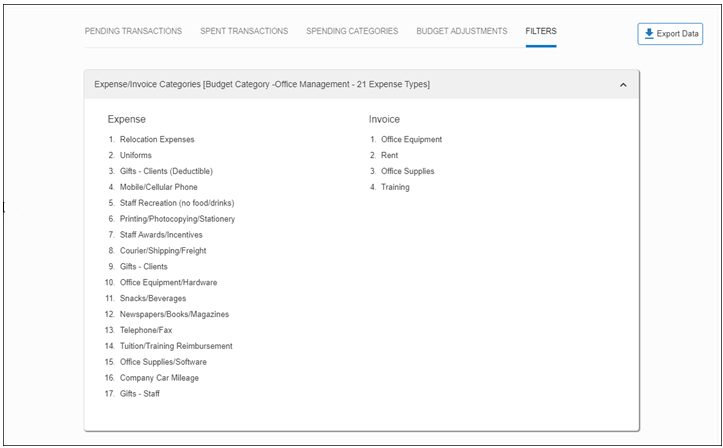 PENDING TRANSACTIONS SPENT TRANSACTIONS SPENDING CATEGORIES BUDGET ADJUSTMENTS FILTERS Export Data
Expense/Invoice Categories [Budget Category -Office Management - 21 Expense Types]
Expense
1. Relocation Expenses
2. Uniforms
3. Gifts - Clients (Deductible)
4. Mobile/Cellular Phone
5. Staff Recreation (no food/drinks)
6. Printing/Photocopying/Stationery
7. Staff Awards/Incentives
8. Courier/Shipping/Freight
9. Gifts - Clients
10. Office Equipment/Hardware
11. Snacks/Beverages
12. Newspapers/Books/Magazines
13. Telephone/Fax
14. Tuition/Training Reimbursement
15. Office Supplies/Software
16. Company Car Mileage
17. Gifts - Staff
Invoice
1. Office Equipment
2. Rent
3. Office Supplies
4. Training